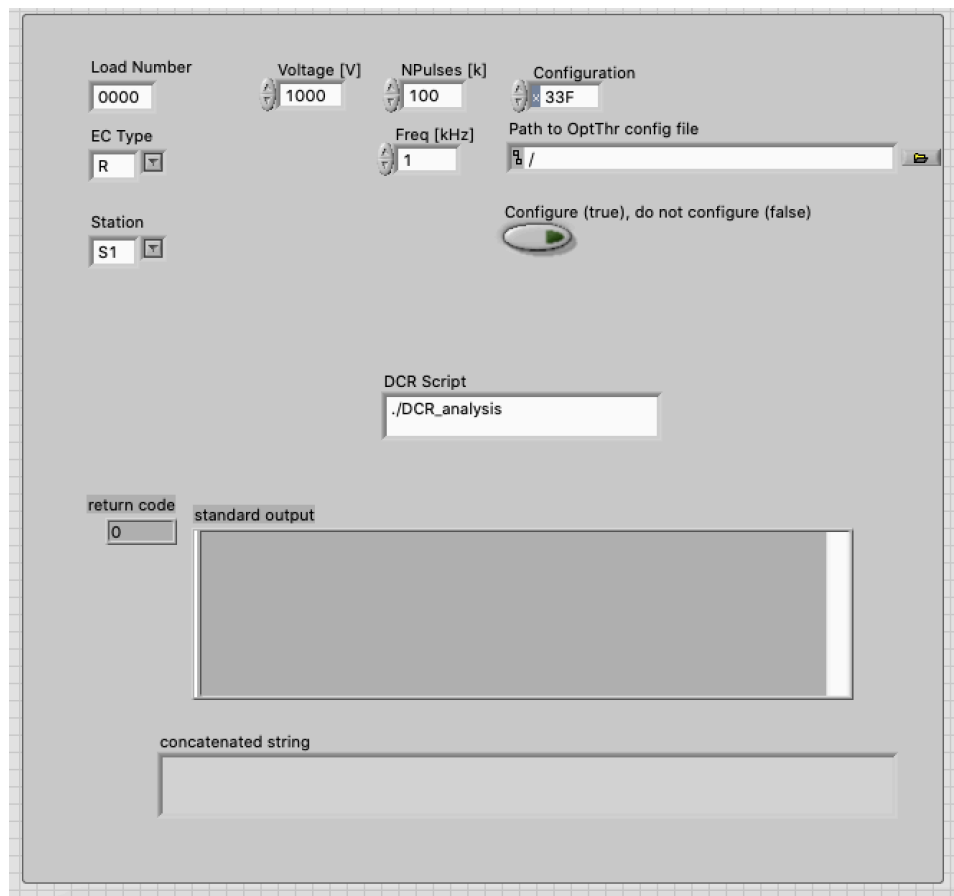 Load Number
0000
Voltage [V]
1000
NPulses [k]
100
Configuration
x 33F
EC Type
R
Freq [kHz]
1
Path to OptThr config file
/
Station
S1
Configure (true), do not configure (false)
DCR Script
./DCR_analysis
return code
0
standard output
concatenated string